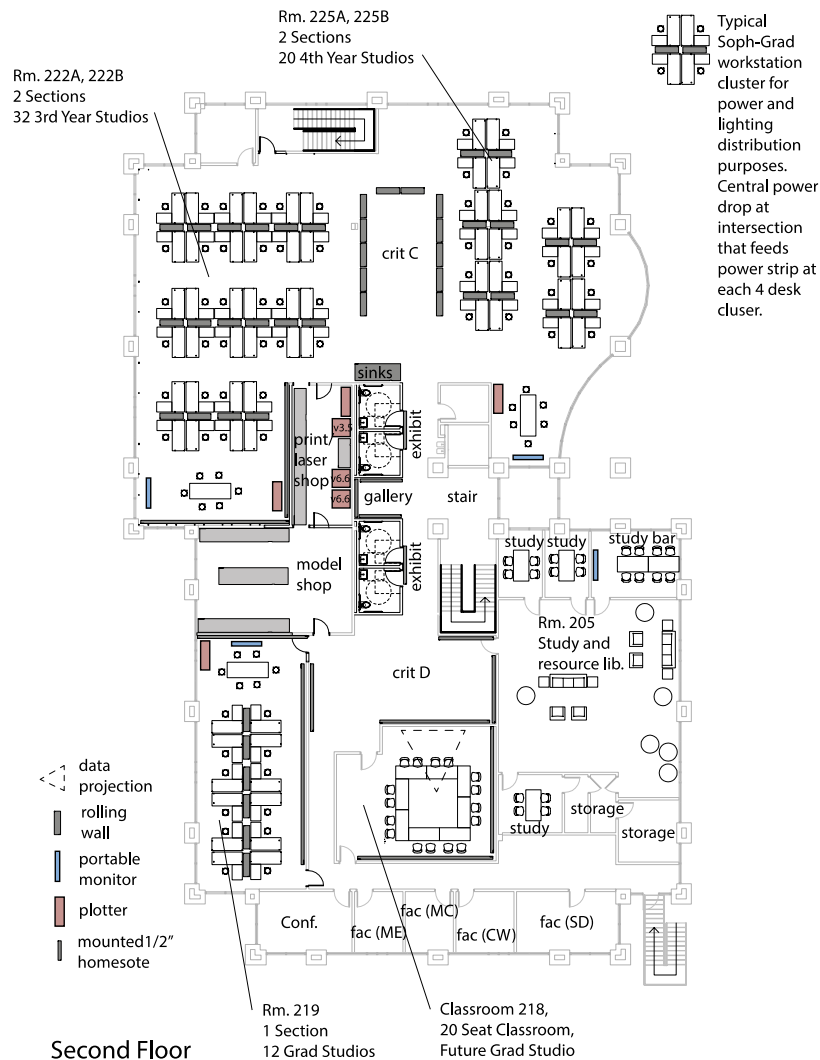 Rm. 225A, 225B
2 Sections
20 4th Year Studios
Rm. 222A, 222B
2 Sections
32 3rd Year Studios
Typical
Soph-Grad
workstation
cluster for
power and
lighting
distribution
purposes.
Central power
drop at
intersection
that feeds
power strip at
each 4 desk
cluser.
crit C
sinks
v3.5
print/
laser
shop
v6.6
v6.6
exhibit
gallery
stair
model
shop
exhibit
study
study
study bar
Rm. 205
Study and
resource lib.
crit D
data
projection
rolling
wall
portable
monitor
plotter
mounted1/2"
homesote
study
storage
storage
Conf.
fac (ME)
fac (MC)
fac (CW)
fac (SD)
Rm. 219
1 Section
12 Grad Studios
Classroom 218,
20 Seat Classroom,
Future Grad Studio
Second Floor